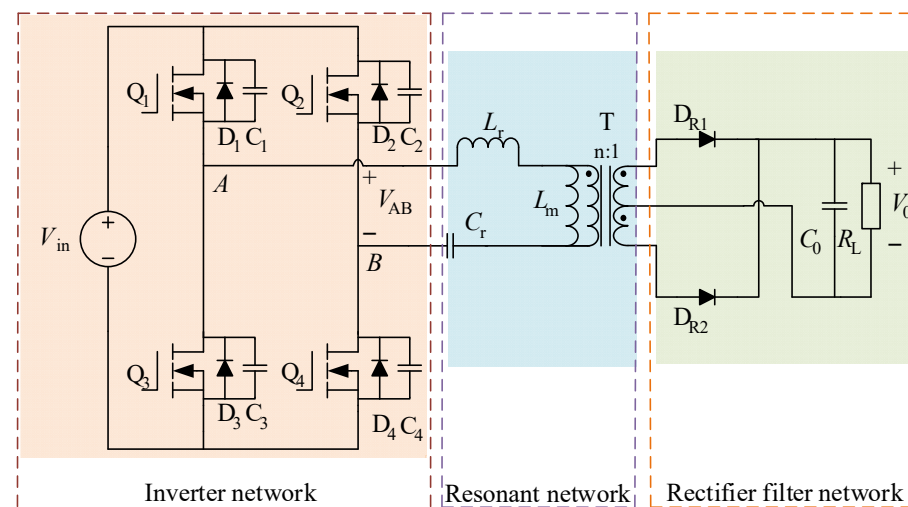 Q1
D1 C1
Q2
D2 C2
A
+
VAB
−
B
Vin
+
−
Q3
D3 C3
Q4
D4 C4
Lr
Cr
Lm
T
n:1
DR1
DR2
C0
RL
+
V0
−
Inverter network
Resonant network
Rectifier filter network